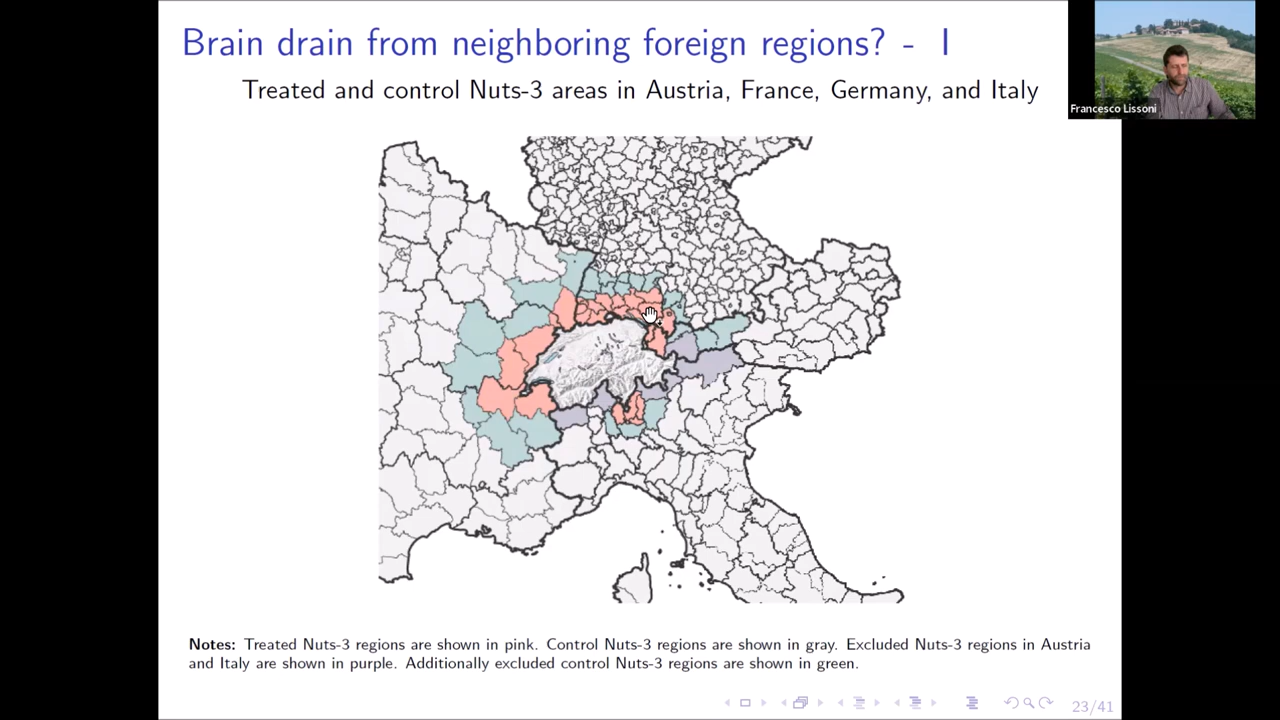 Brain drain from neighboring foreign regions? - I
Treated and control Nuts-3 areas in Austria, France, Germany, and Italy
Francesco Lissoni
Notes: Treated Nuts-3 regions are shown in pink. Control Nuts-3 regions are shown in gray. Excluded Nuts-3 regions in Austria
and Italy are shown in purple. Additionally excluded control Nuts-3 regions are shown in green.
23/41